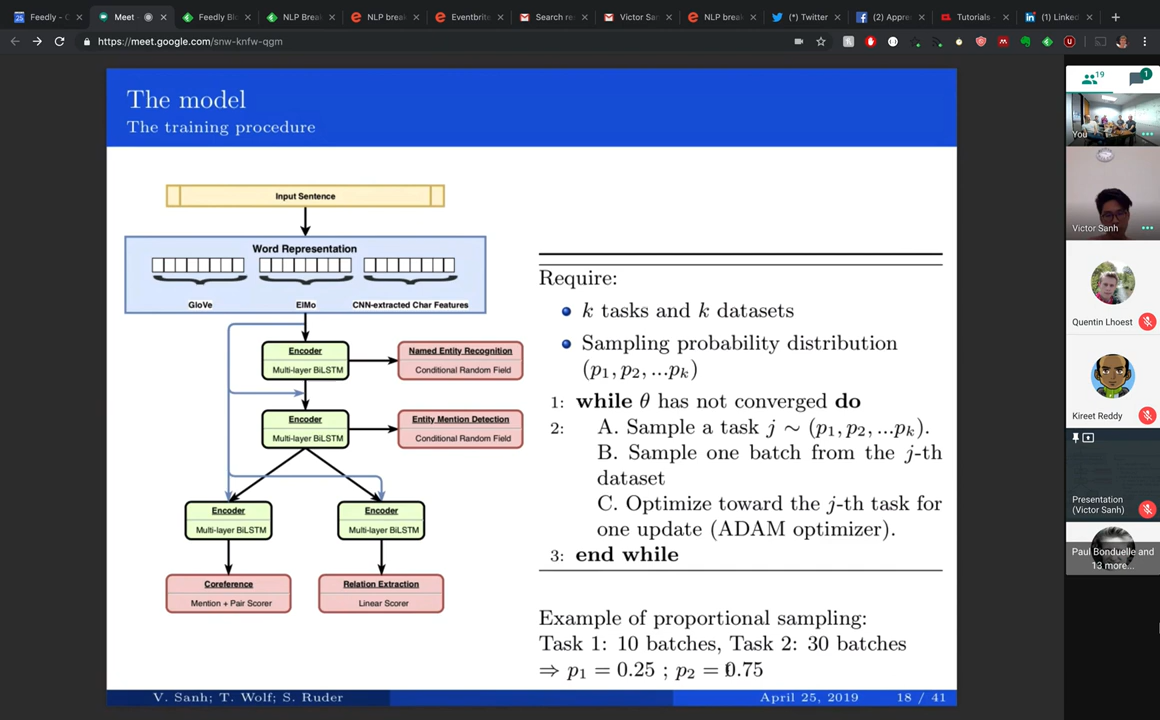 Feedly - C
Meet
Feedly Bl
NLP Break
NLP break
Eventbrite
Search re
Victor Sa
NLP break
(*) Twitter
(2) Appre
Tutorials
(1) Linked
https://meet.google.com/snw-knfw-qgm
The model
The training procedure
Input Sentence
Word Representation
GloVe
ElMo
CNN-extracted Char Features
Encoder
Multi-layer BiLSTM
Named Entity Recognition
Conditional Random Field
Encoder
Multi-layer BiLSTM
Entity Mention Detection
Conditional Random Field
Encoder
Multi-layer BiLSTM
Encoder
Multi-layer BiLSTM
Coreference
Mention + Pair Scorer
Relation Extraction
Linear Scorer
Require:
k tasks and k datasets
Sampling probability distribution
(p₁, p₂, ...pₖ)
1: while θ has not converged do
2: A. Sample a task j ∼ (p₁, p₂, ...pₖ).
B. Sample one batch from the j-th
dataset
C. Optimize toward the j-th task for
one update (ADAM optimizer).
3: end while
Example of proportional sampling:
Task 1: 10 batches, Task 2: 30 batches
⇒ p₁ = 0.25 ; p₂ = 0.75
V. Sanh; T. Wolf; S. Ruder
April 25, 2019
18 / 41
19
1
You
Victor Sanh
Quentin Lhoest
Kireet Reddy
Presentation
(Victor Sanh)
Paul Bonduelle and
13 more...